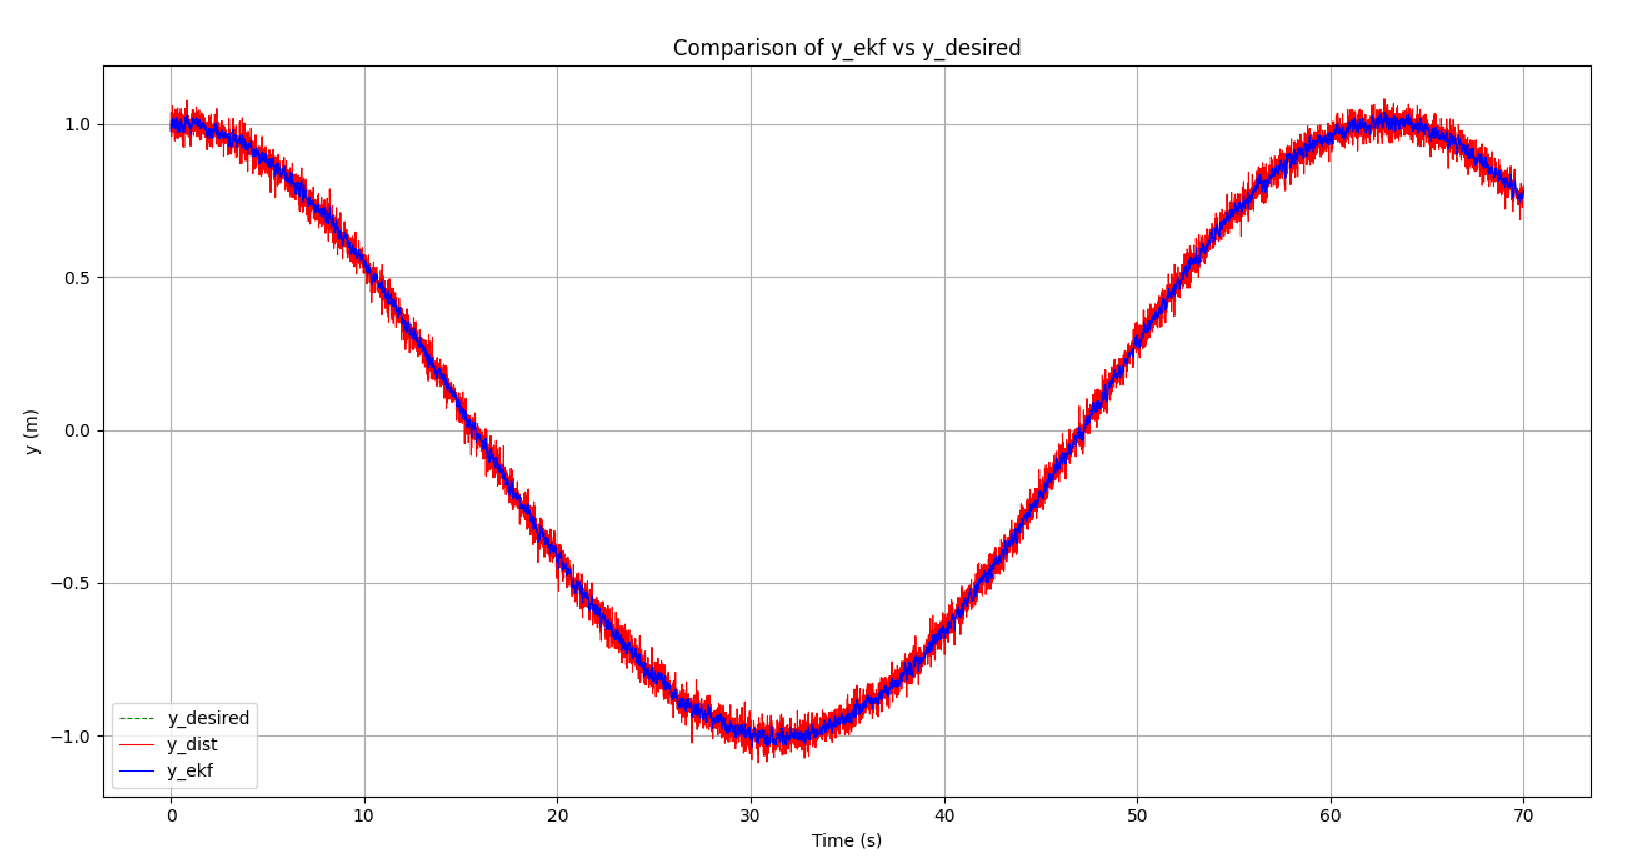 Comparison of y_ekf vs y_desired
1.0
0.5
0.0
−0.5
−1.0
y (m)
y_desired
y_dist
y_ekf
0 10 20 30 40 50 60 70
Time (s)